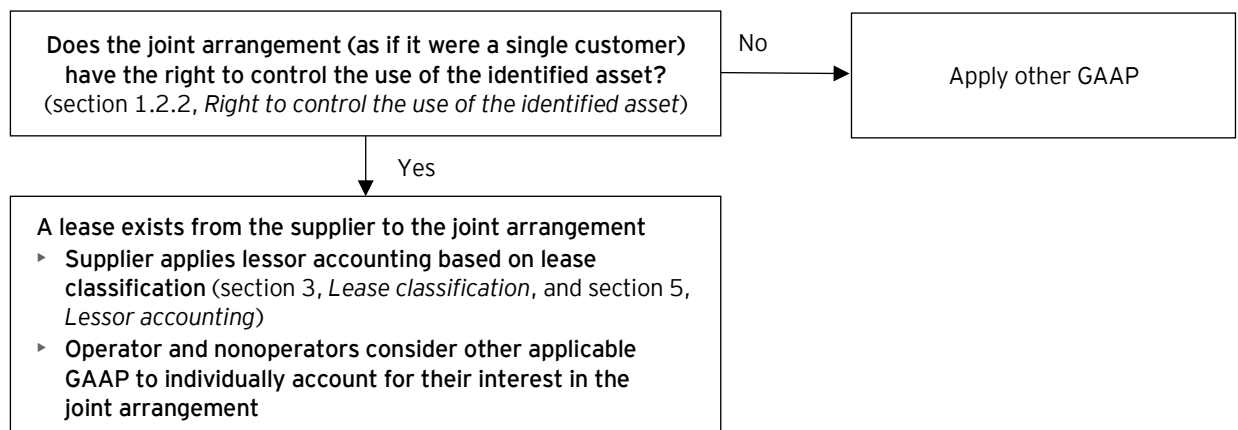 Does the joint arrangement (as if it were a single customer)
have the right to control the use of the identified asset?
(section 1.2.2, Right to control the use of the identified asset)
No
Apply other GAAP
Yes
A lease exists from the supplier to the joint arrangement
‣ Supplier applies lessor accounting based on lease
classification (section 3, Lease classification, and section 5,
Lessor accounting)
‣ Operator and nonoperators consider other applicable
GAAP to individually account for their interest in the
joint arrangement